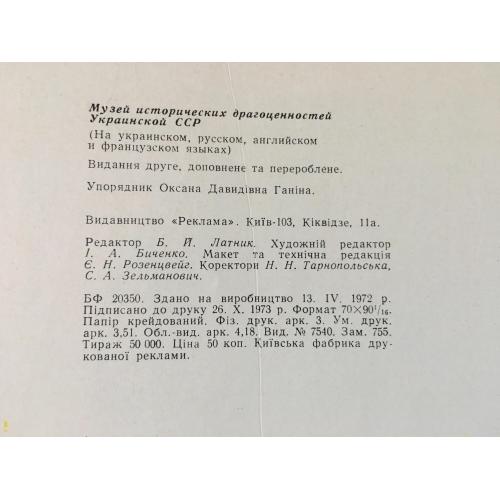 Музей исторических драгоценностей
Украинской ССР
(На украинском, русском, английском
и французском языках)
Видання друге, доповнене та перероблене.
Упорядник Оксана Давидівна Ганіна.
Видавництво «Реклама». Київ-103, Кіквідзе, 11а.
Редактор Б. Й. Латник. Художній редактор
І. А. Биченко. Макет та технічна редакція
Є. Н. Розенцвейг. Коректори Н. Н. Тарнопольська,
С. А. Зельманович.
БФ 20350. Здано на виробництво 13. IV. 1972 р.
Підписано до друку 26. X. 1973 р. Формат 70×90¹/₁₆.
Папір крейдований. Фіз. друк. арк. 3. Ум. друк.
арк. 3,51. Обл.-вид. арк. 4,18. Вид. № 7540. Зам. 755.
Тираж 50 000. Ціна 50 коп. Київська фабрика дру-
кованої реклами.